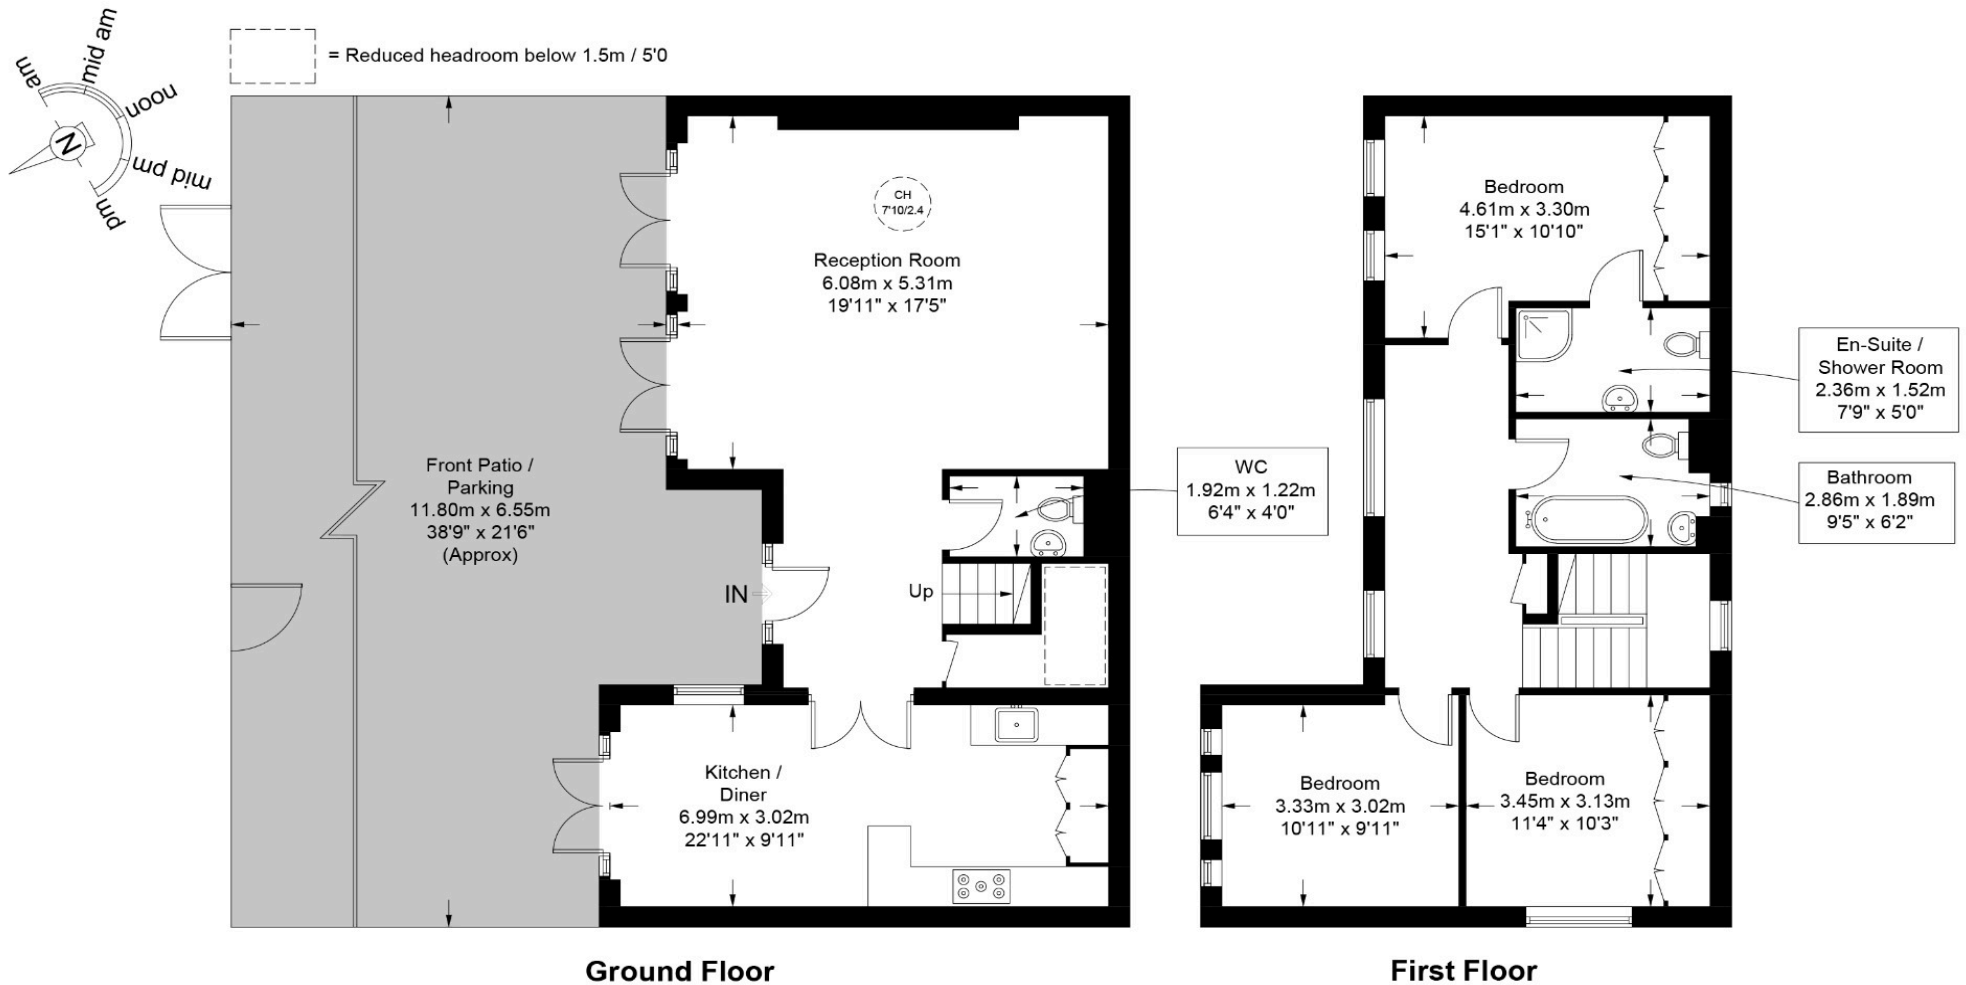 = Reduced headroom below 1.5m / 5'0
am
mid am
noon
mid pm
pm
N
CH
7'10/2.4
Reception Room
6.08m x 5.31m
19'11" x 17'5"
Front Patio /
Parking
11.80m x 6.55m
38'9" x 21'6"
(Approx)
WC
1.92m x 1.22m
6'4" x 4'0"
IN
Up
Kitchen /
Diner
6.99m x 3.02m
22'11" x 9'11"
Ground Floor
Bedroom
4.61m x 3.30m
15'1" x 10'10"
En-Suite /
Shower Room
2.36m x 1.52m
7'9" x 5'0"
Bathroom
2.86m x 1.89m
9'5" x 6'2"
Bedroom
3.33m x 3.02m
10'11" x 9'11"
Bedroom
3.45m x 3.13m
11'4" x 10'3"
First Floor